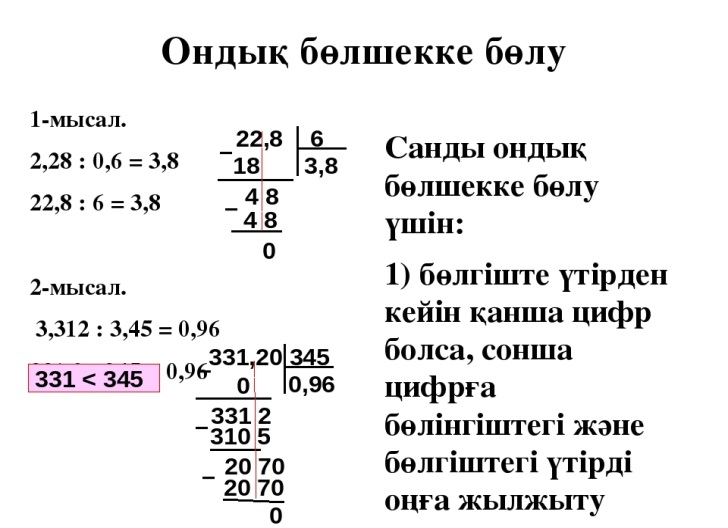 Ондық бөлшекке бөлу
1-мысал.
2,28 : 0,6 = 3,8
22,8 : 6 = 3,8
22,8 6
– 18 3,8
4 8
– 4 8
0
2-мысал.
3,312 : 3,45 = 0,96
0,96
331 < 345
331,20 345
– 0 0,96
331 2
– 310 5
20 70
– 20 70
0
Санды ондық
бөлшекке бөлу
үшін:
1) бөлгіште үтірден
кейін қанша цифр
болса, сонша
цифрға
бөлінгіштегі және
бөлгіштегі үтірді
оңға жылжыту